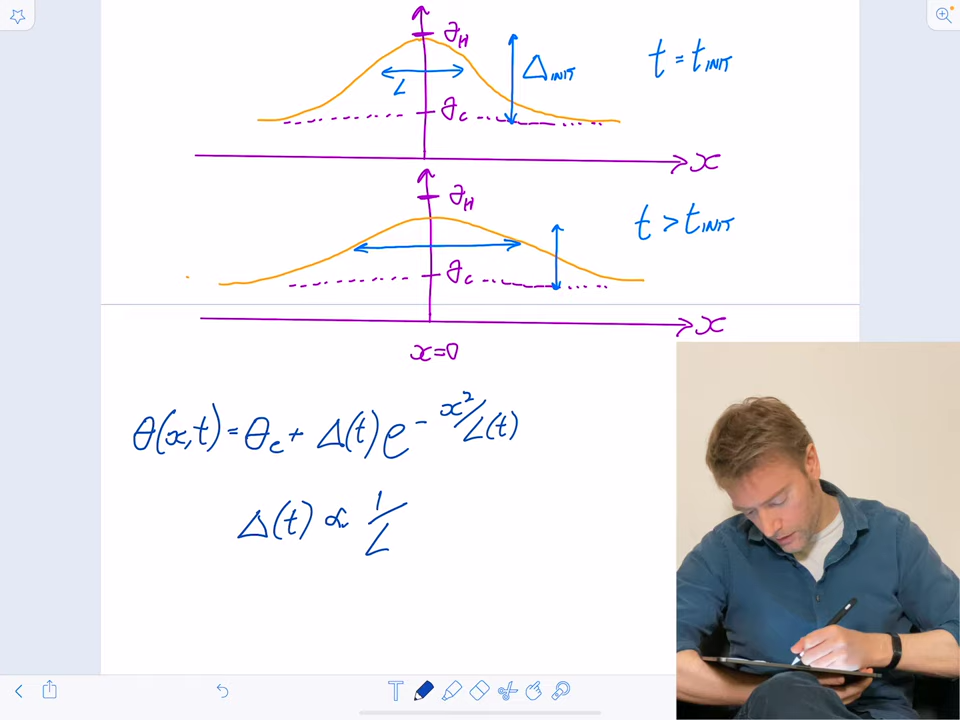 θ_H
L
Δ_INIT
t = t_INIT
θ_c
x
θ_H
t > t_INIT
θ_c
x
x=0
θ(x,t) = θ_c + Δ(t) e^{-x²/L(t)}
Δ(t) ∝ 1/L
T